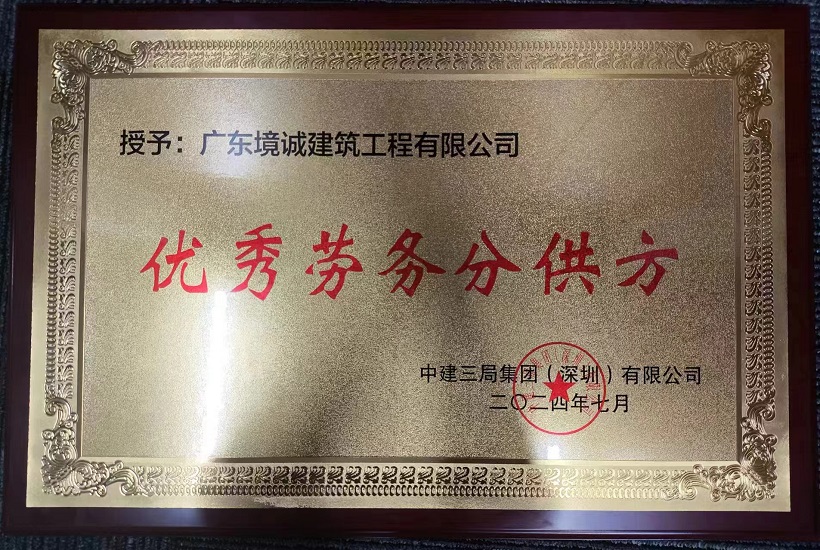 授予：广东境诚建筑工程有限公司
优秀劳务分供方
中建三局集团（深圳）有限公司
二〇二四年七月